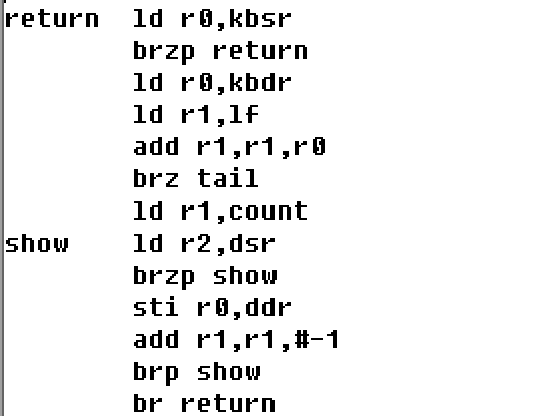 return  ld r0,kbsr
        brzp return
        ld r0,kbdr
        ld r1,lf
        add r1,r1,r0
        brz tail
        ld r1,count
show    ld r2,dsr
        brzp show
        sti r0,ddr
        add r1,r1,#-1
        brp show
        br return